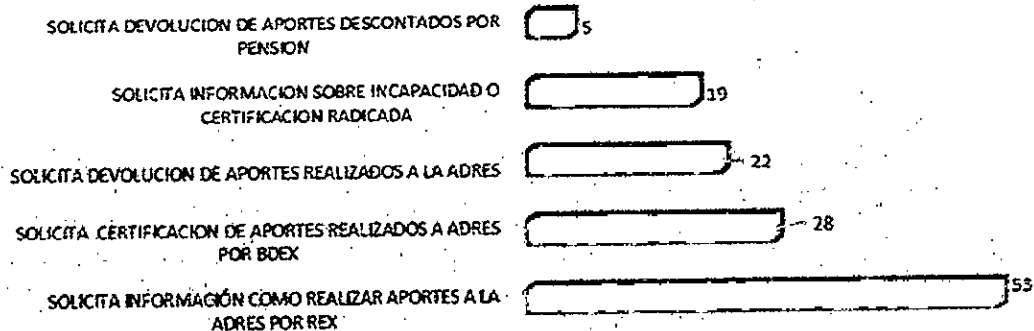 SOLICITA DEVOLUCION DE APORTES DESCONTADOS POR
PENSION
5
SOLICITA INFORMACION SOBRE INCAPACIDAD O
CERTIFICACION RADICADA
19
SOLICITA DEVOLUCION DE APORTES REALIZADOS A LA ADRES
22
SOLICITA CERTIFICACION DE APORTES REALIZADOS A ADRES
POR BDEX
28
SOLICITA INFORMACIÓN COMO REALIZAR APORTES A LA
ADRES POR REX
53